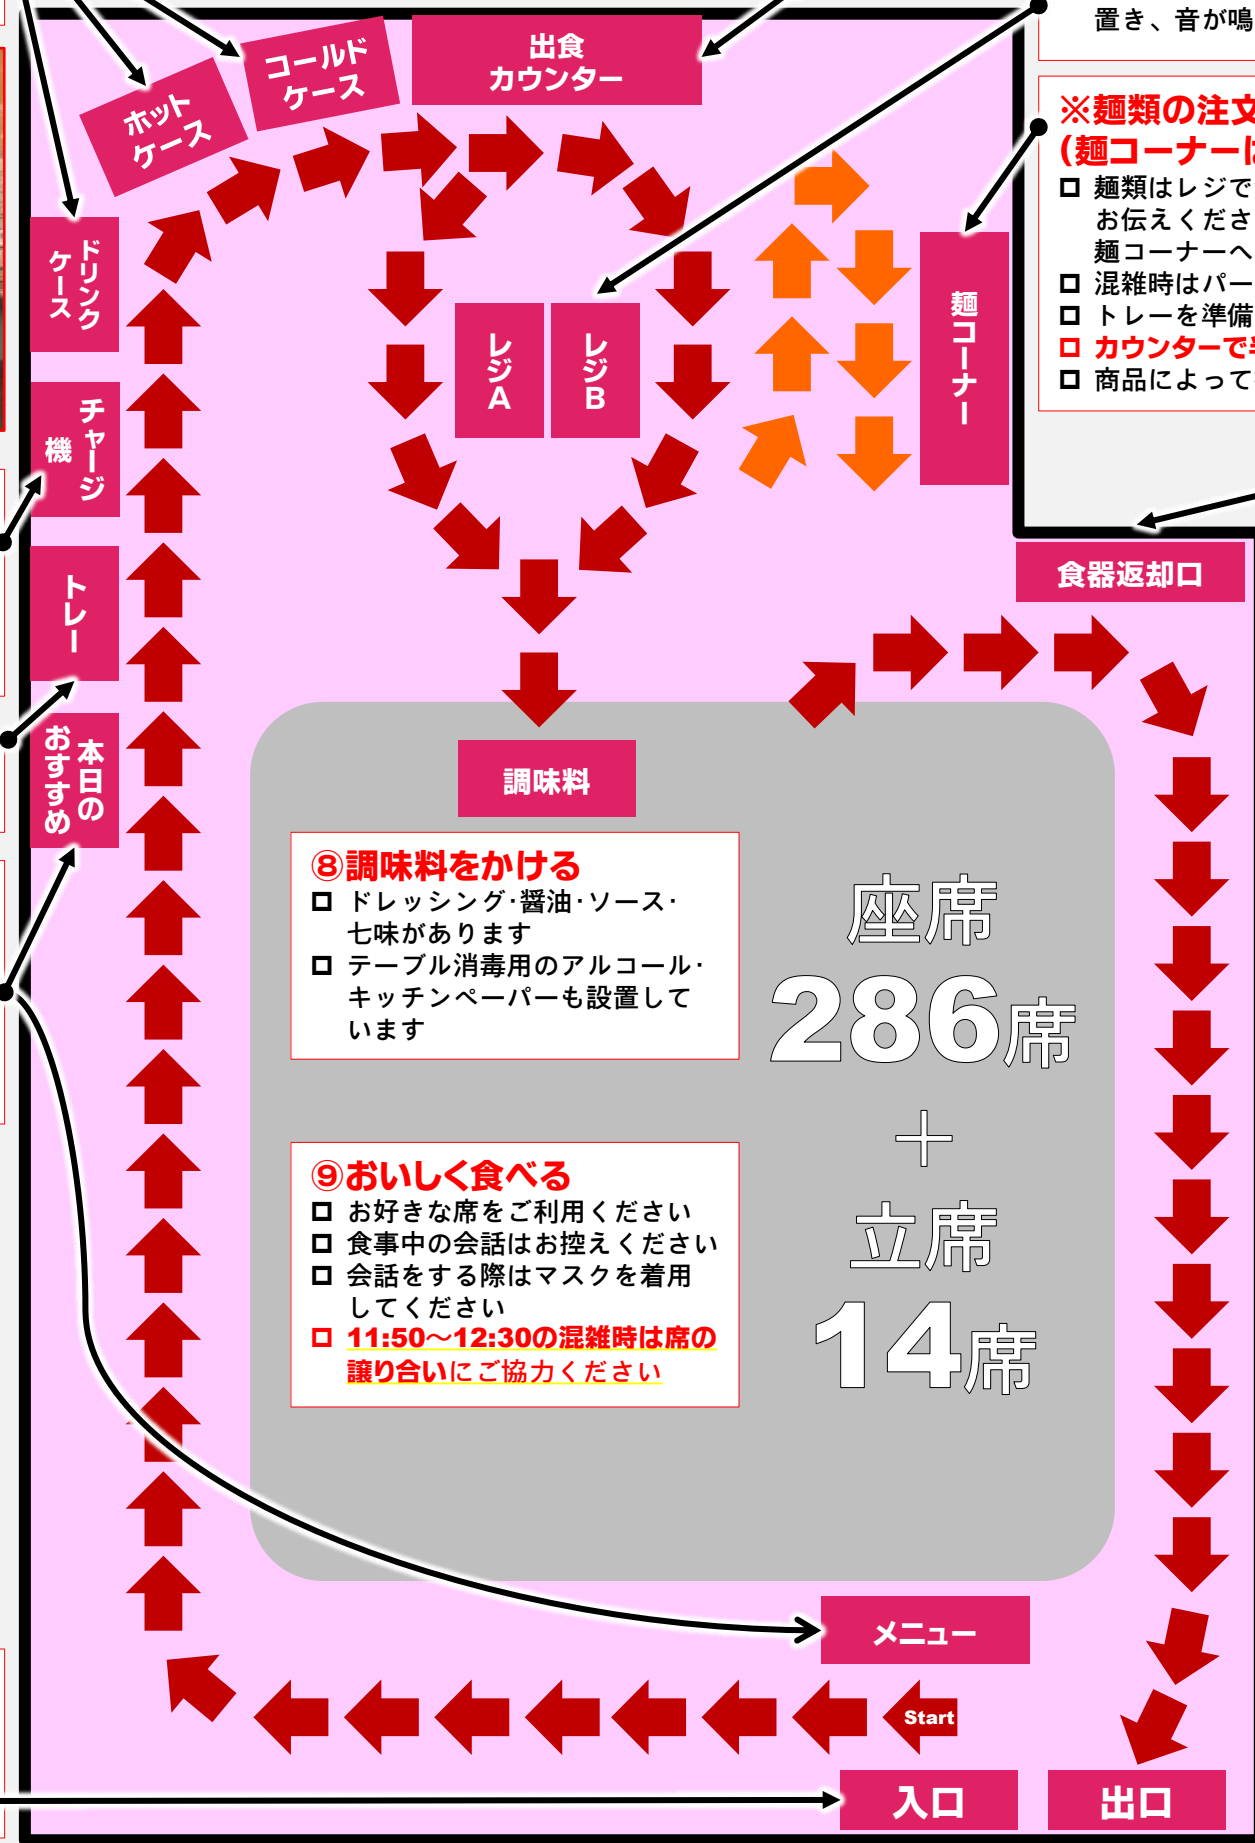 置き、音が鳴
コールド
ケース
出食
カウンター
ホット
ケース
※麺類の注文
(麺コーナーは
麺類はレジで
お伝えくださ
麺コーナーへ
混雑時はパー
トレーを準備
カウンターで
商品によって
ドリンク
ケース
レジA
レジB
麺コーナー
チャージ
機
トレー
食器返却口
本日の
おすすめ
調味料
⑧調味料をかける
ドレッシング・醤油・ソース・
七味があります
テーブル消毒用のアルコール・
キッチンペーパーも設置して
います
座席
286席
＋
立席
14席
⑨おいしく食べる
お好きな席をご利用ください
食事中の会話はお控えください
会話をする際はマスクを着用
してください
11:50～12:30の混雑時は席の
譲り合いにご協力ください
メニュー
Start
入口
出口